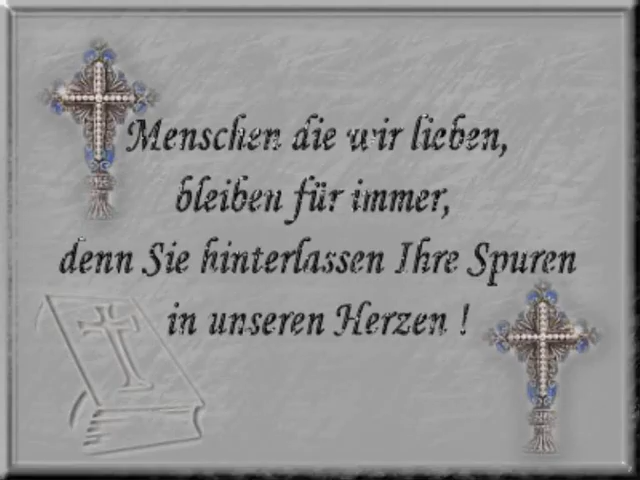 Menschen die wir lieben,
bleiben für immer,
denn Sie hinterlassen Ihre Spuren
in unseren Herzen !